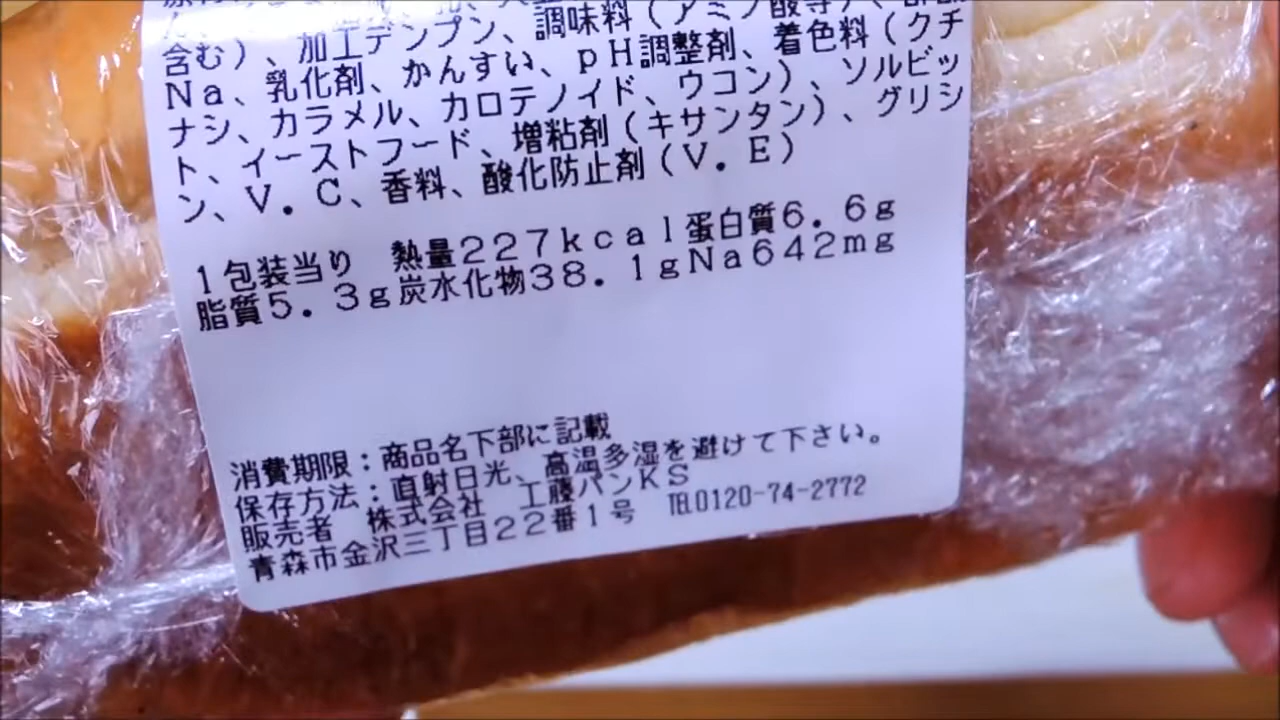 調味料（アミノ酸等）、
含む）、加工デンプン、
Ｎａ、乳化剤、かんすい、ｐＨ調整剤、着色料（クチ
ナシ、カラメル、カロテノイド、ウコン）、ソルビッ
ト、イーストフード、増粘剤（キサンタン）、グリシ
ン、Ｖ．Ｃ、香料、酸化防止剤（Ｖ．Ｅ）
１包装当り　熱量２２７ｋｃａｌ蛋白質６．６ｇ
脂質５．３ｇ炭水化物３８．１ｇＮａ６４２ｍｇ
消費期限：商品名下部に記載
保存方法：直射日光、高温多湿を避けて下さい。
販売者　株式会社　工藤パンＫＳ
青森市金沢三丁目２２番１号　℡0120-74-2772